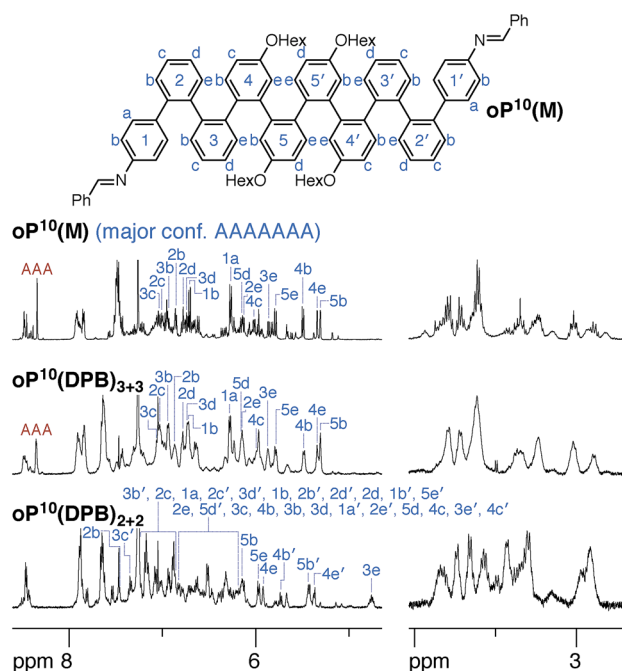 Ph
N
OHex OHex
c d c d d c
b 2 e b 4 e e 5' b e 3' b 1' b
a a oP¹⁰(M)
b 1 b 3 e b 5 e e 4' b e 2' b
c d c d d c d c
N
HexO HexO
Ph
oP¹⁰(M) (major conf. AAAAAAA)
AAA
3c 2c 3b 2b 2d 3d 1b 1a 5d 2e 4c 3e 5e 4b 4e 5b
oP¹⁰(DPB)₃₊₃
AAA
3c 2c 3b 2b 2d 3d 1b 1a 5d 2e 4c 3e 5e 4b 4e 5b
3b′, 2c, 1a, 2c′, 3d′, 1b, 2b′, 2d′, 2d, 1b′, 5e′
2e, 5d′, 3c, 4b, 3b, 3d, 1a′, 2e′, 5d, 4c, 3e′, 4c′
oP¹⁰(DPB)₂₊₂
2b 3c′ 5b 5e 4e 4b′ 5b′ 4e′ 3e
ppm 8 6 ppm 3